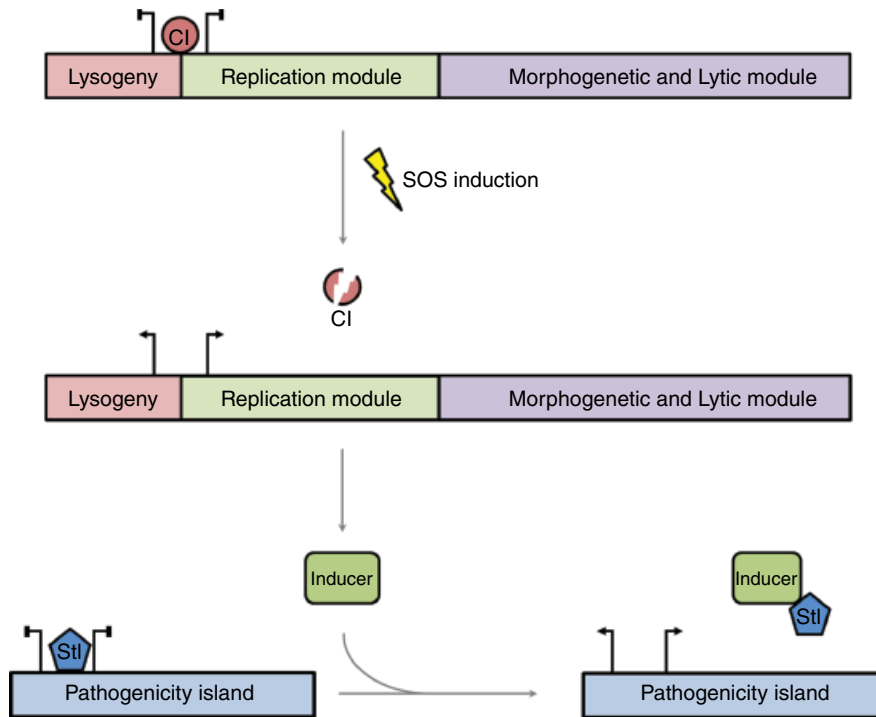 CI
Lysogeny Replication module Morphogenetic and Lytic module
SOS induction
CI
Lysogeny Replication module Morphogenetic and Lytic module
Inducer Inducer
Stl Stl
Pathogenicity island Pathogenicity island